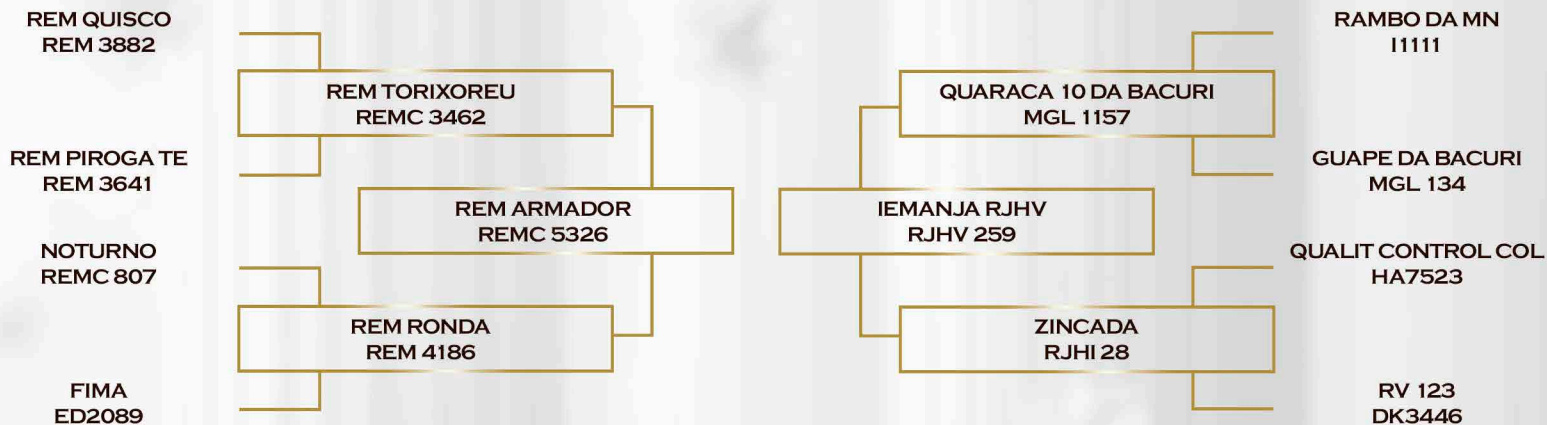 REM QUISCO
REM 3882
REM TORIXOREU
REMC 3462
REM PIROGA TE
REM 3641
REM ARMADOR
REMC 5326
NOTURNO
REMC 807
REM RONDA
REM 4186
FIMA
ED2089
RAMBO DA MN
I1111
QUARACA 10 DA BACURI
MGL 1157
GUAPE DA BACURI
MGL 134
IEMANJA RJHV
RJHV 259
QUALIT CONTROL COL
HA7523
ZINCADA
RJHI 28
RV 123
DK3446